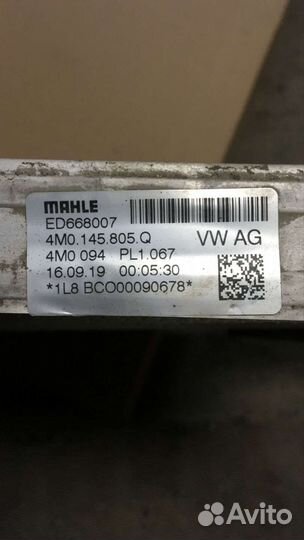 MAHLE
ED668007
4M0.145.805.Q VW AG
4M0 094 PL1.067
16.09.19 00:05:30
*1L8 BCO00090678*
Avito